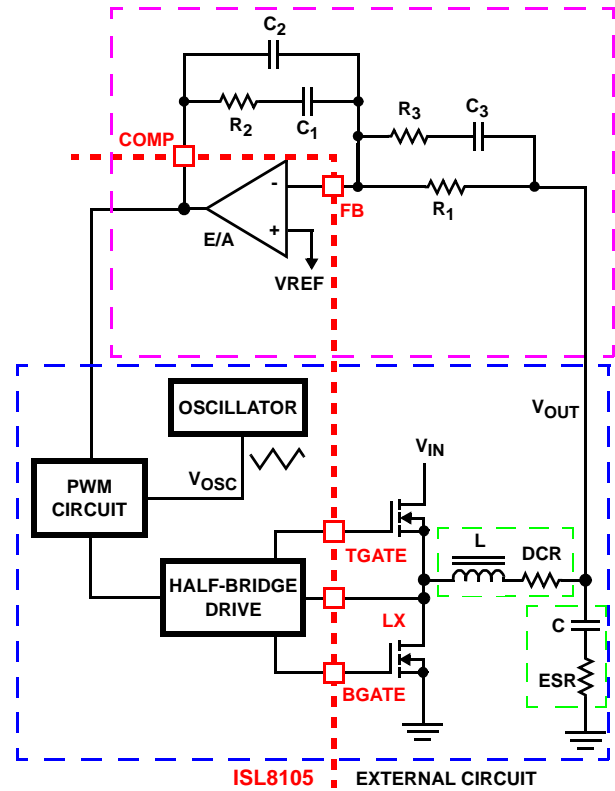 C2
R2
C1
R3
C3
COMP
-
FB
R1
+
E/A
VREF
OSCILLATOR
VOUT
VIN
VOSC
PWM
CIRCUIT
L
DCR
TGATE
HALF-BRIDGE
DRIVE
LX
C
ESR
BGATE
ISL8105
EXTERNAL CIRCUIT